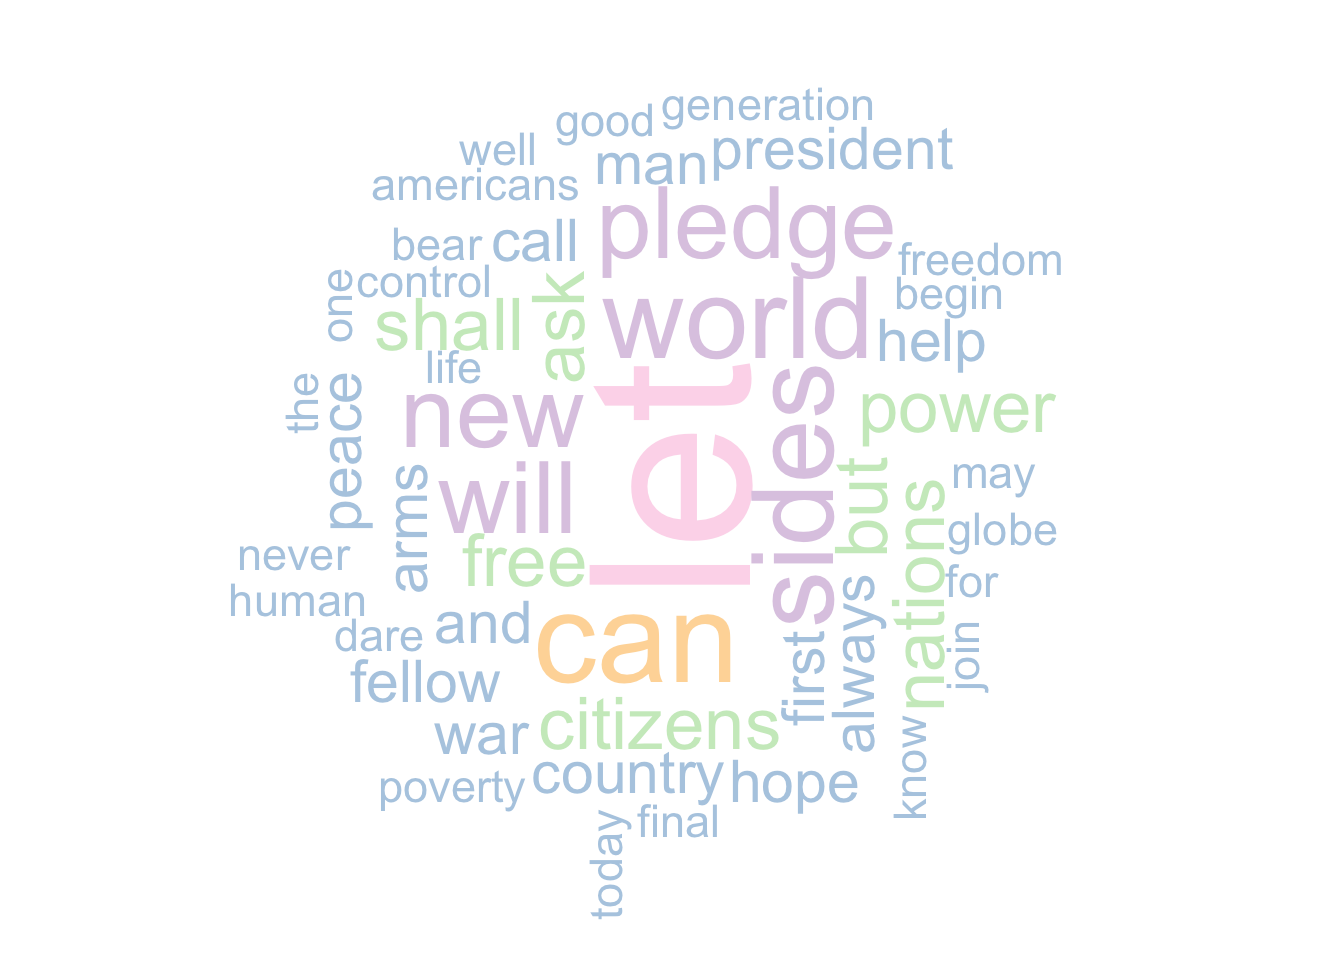 generation
good
president
well
man
americans
pledge
bear
call
freedom
control
one
ask
begin
world
shall
help
life
let
the
peace
new
sides
power
will
arms
but
may
nations
never
free
globe
human
for
always
dare
and
can
first
join
fellow
war
citizens
know
poverty
country
hope
today
final